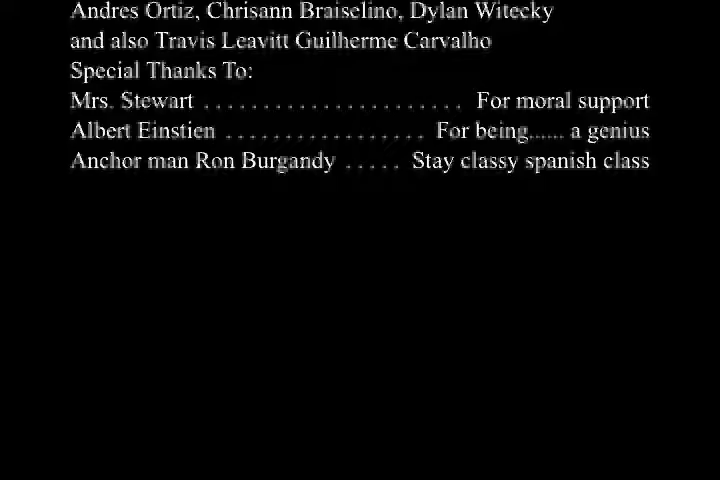 Andres Ortiz, Chrisann Braiselino, Dylan Witecky
and also Travis Leavitt Guilherme Carvalho
Special Thanks To:
Mrs. Stewart . . . . . . . . . . . . . . . . . . . . . . For moral support
Albert Einstien . . . . . . . . . . . . . . . . . For being...... a genius
Anchor man Ron Burgandy . . . . . Stay classy spanish class